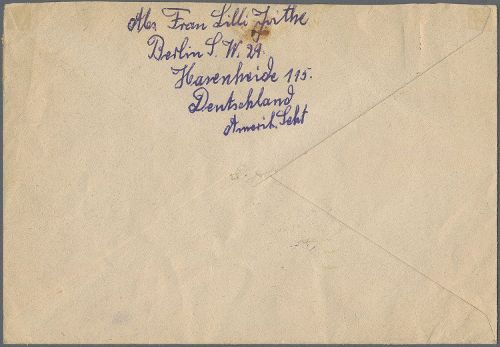 Abs. Frau Lilli
Berlin S.W. 29.
Hasenheide 115.
Deutschland
Amerik. Sekt